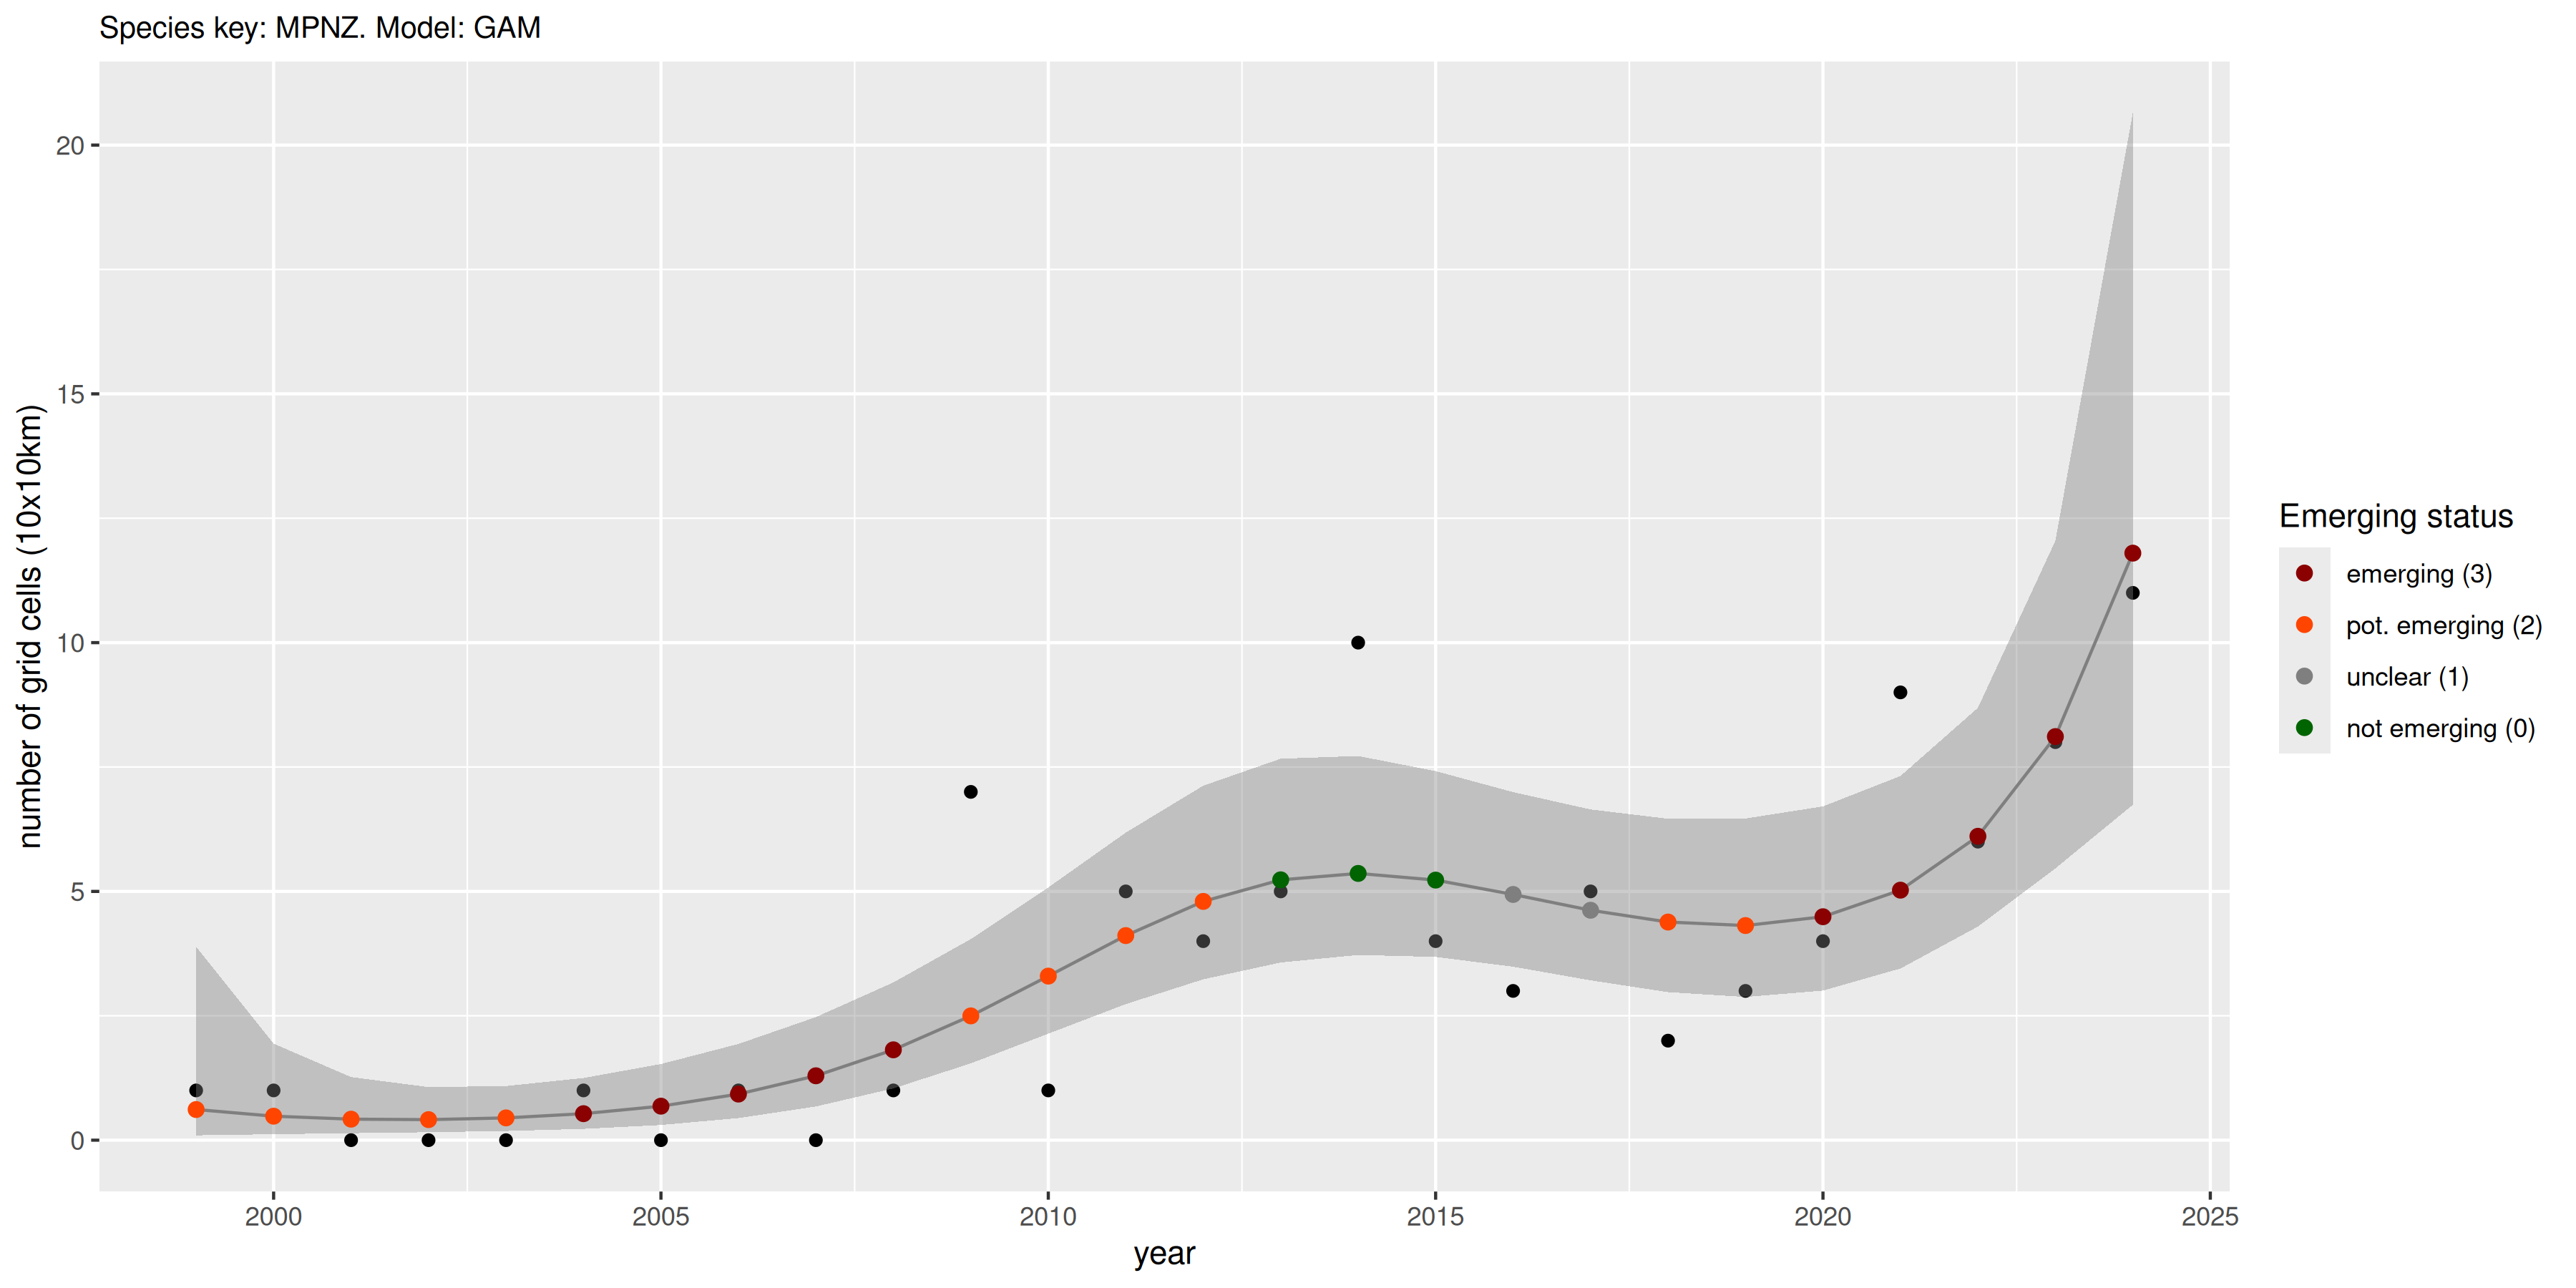 Species key: MPNZ. Model: GAM
number of grid cells (10x10km)
20
15
10
5
0
2000
2005
2010
2015
2020
2025
year
Emerging status
emerging (3)
pot. emerging (2)
unclear (1)
not emerging (0)